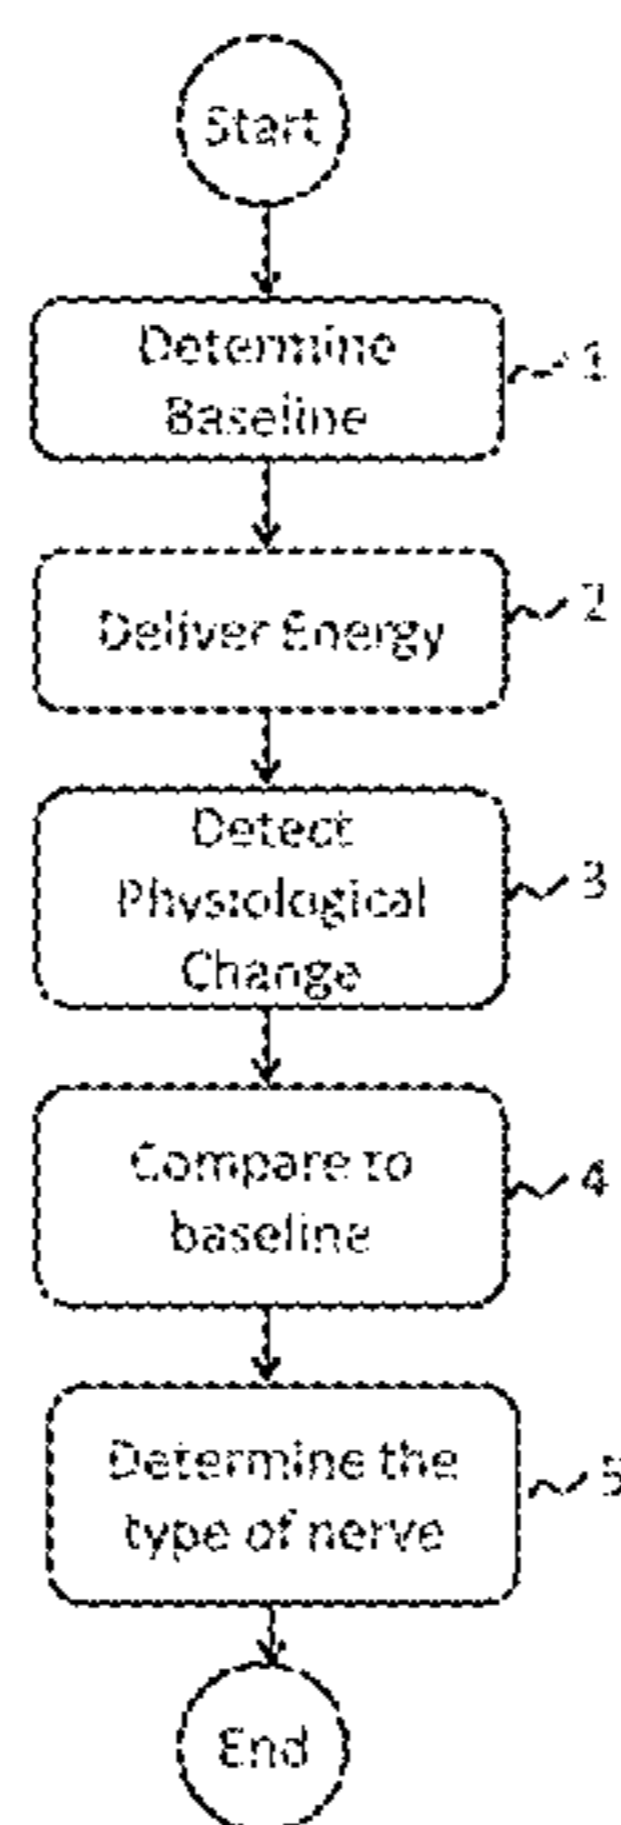 Start
Determine
Baseline
1
Deliver Energy
2
Detect
Physiological
Change
3
Compare to
baseline
4
Determine the
type of nerve
5
End